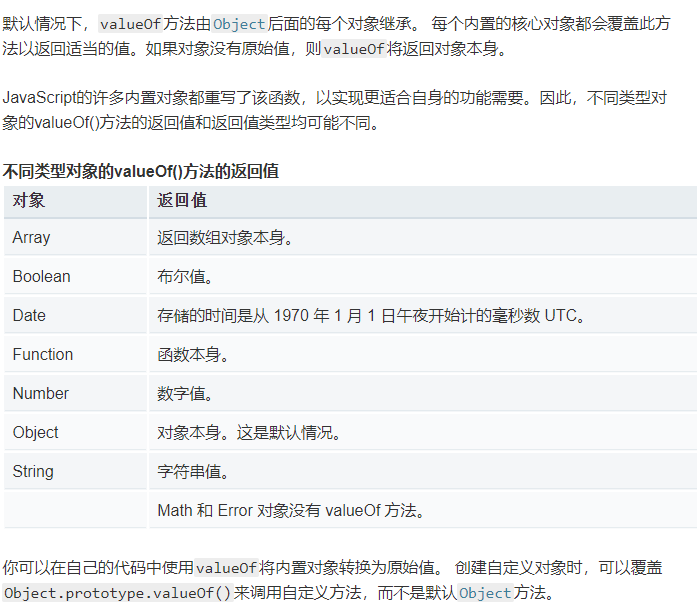 默认情况下，valueOf方法由Object后面的每个对象继承。 每个内置的核心对象都会覆盖此方
法以返回适当的值。如果对象没有原始值，则valueOf将返回对象本身。
JavaScript的许多内置对象都重写了该函数，以实现更适合自身的功能需要。因此，不同类型对
象的valueOf()方法的返回值和返回值类型均可能不同。
不同类型对象的valueOf()方法的返回值
对象 返回值
Array 返回数组对象本身。
Boolean 布尔值。
Date 存储的时间是从 1970 年 1 月 1 日午夜开始计的毫秒数 UTC。
Function 函数本身。
Number 数字值。
Object 对象本身。这是默认情况。
String 字符串值。
Math 和 Error 对象没有 valueOf 方法。
你可以在自己的代码中使用valueOf将内置对象转换为原始值。 创建自定义对象时，可以覆盖
Object.prototype.valueOf()来调用自定义方法，而不是默认Object方法。